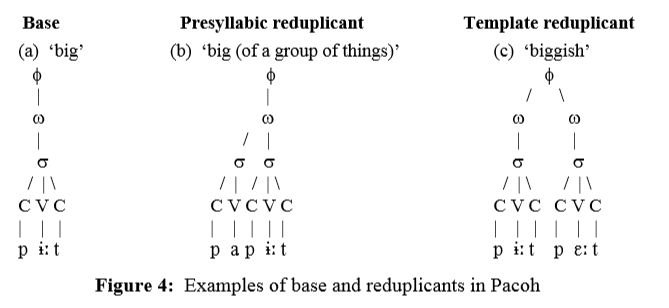 Base Presyllabic reduplicant Template reduplicant
(a) ‘big’ (b) ‘big (of a group of things)’ (c) ‘biggish’
ϕ ϕ ϕ
| | / \
ω ω ω ω
| / | | |
σ σ σ σ σ
/ | \ / | / | \ / | \ / | \
C V C C V C V C C V C C V C
| | | | | | | | | | | | | |
p ɨː t p a p ɨː t p ɨː t p ɛː t
Figure 4: Examples of base and reduplicants in Pacoh